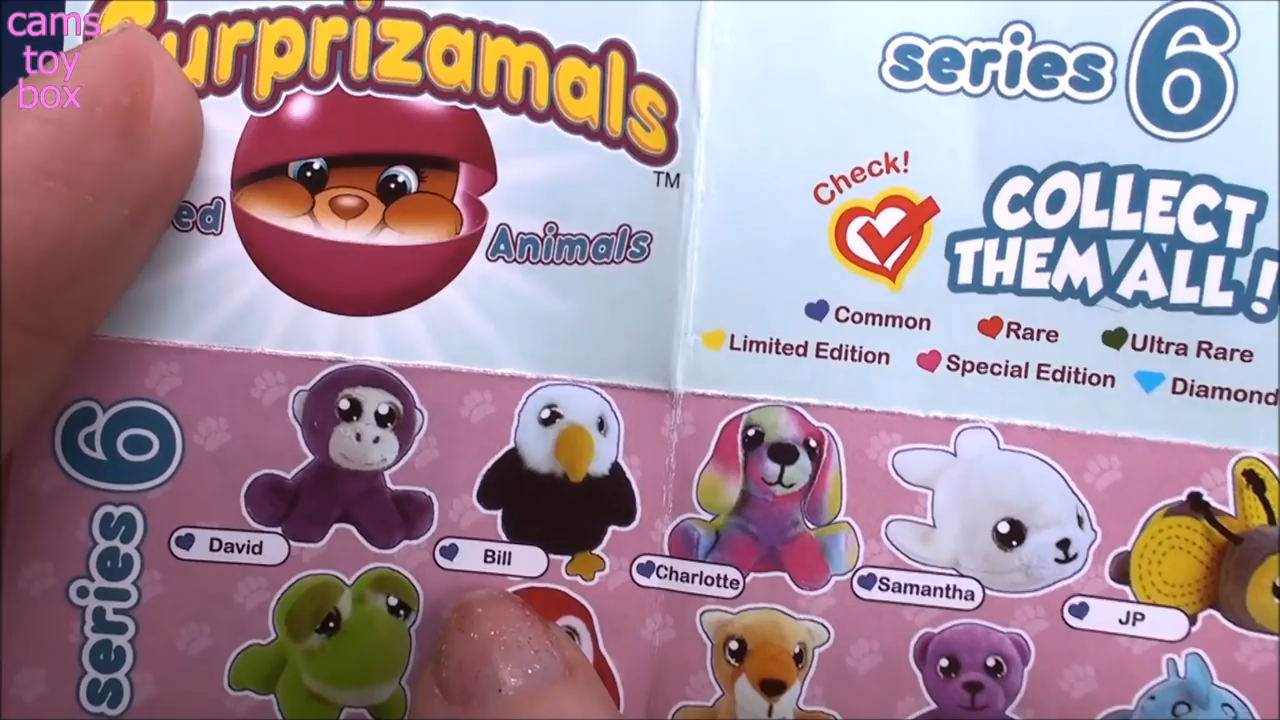 cams
toy
box
Surprizamals
TM
ed
Animals
series 6
Check!
COLLECT
THEM ALL!
Common
Rare
Ultra Rare
Limited Edition
Special Edition
Diamond
series 6
David
Bill
Charlotte
Samantha
JP